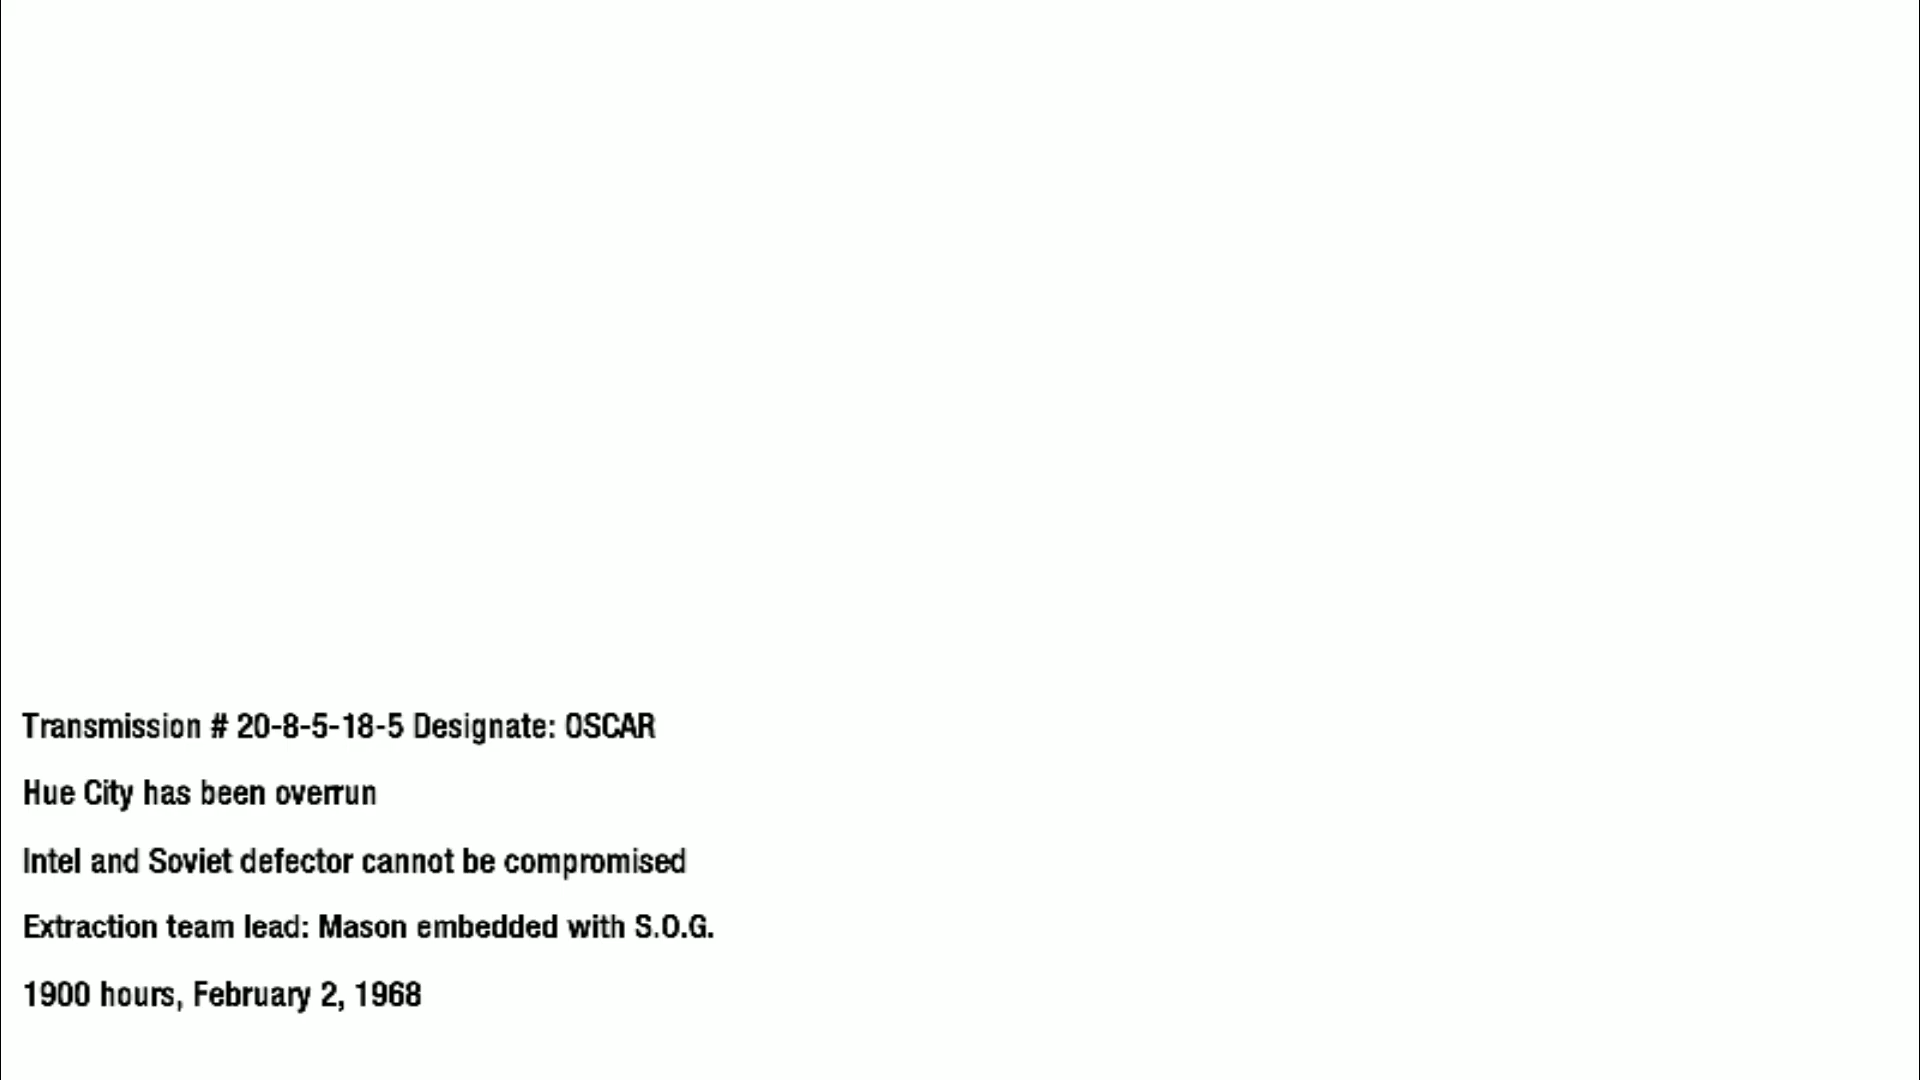 Transmission # 20-8-5-18-5 Designate: OSCAR
Hue City has been overrun
Intel and Soviet defector cannot be compromised
Extraction team lead: Mason embedded with S.O.G.
1900 hours, February 2, 1968